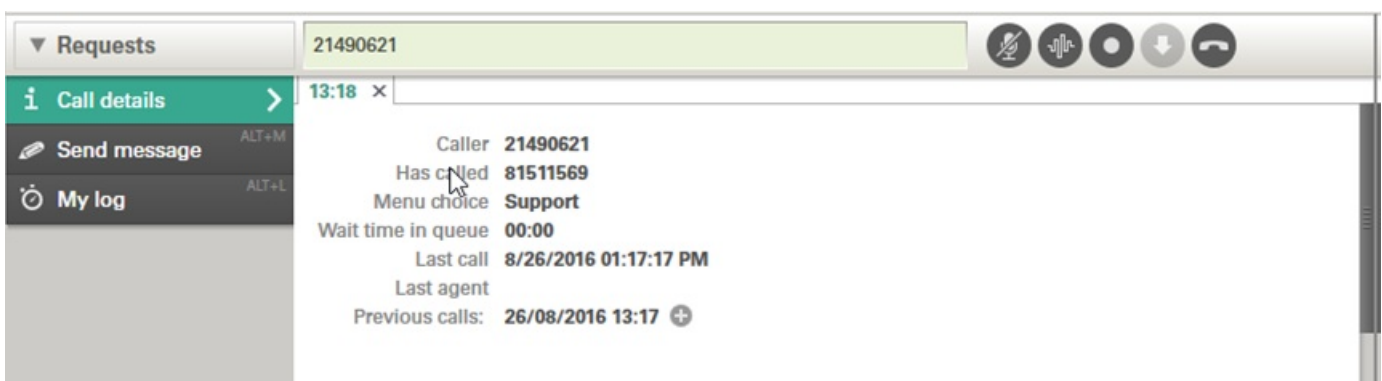 Requests
21490621
Call details
13:18
Send message ALT+M
My log ALT+L
Caller 21490621
Has called 81511569
Menu choice Support
Wait time in queue 00:00
Last call 8/26/2016 01:17:17 PM
Last agent
Previous calls: 26/08/2016 13:17